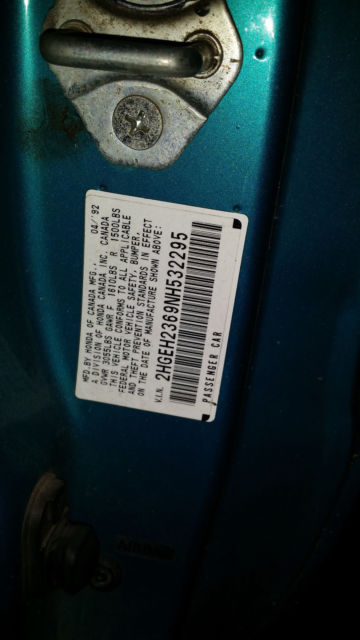 MFD.BY HONDA OF CANADA MFG., 04/'92
A DIVISION OF HONDA CANADA INC. CANADA
GVWR 3055LBS GAWR F 1610LBS R 1500LBS
THIS VEHICLE CONFORMS TO ALL APPLICABLE
FEDERAL MOTOR VEHICLE SAFETY, BUMPER,
AND THEFT PREVENTION STANDARDS IN EFFECT
ON THE DATE OF MANUFACTURE SHOWN ABOVE:
V.I.N. 2HGEH2369NH532295
PASSENGER CAR